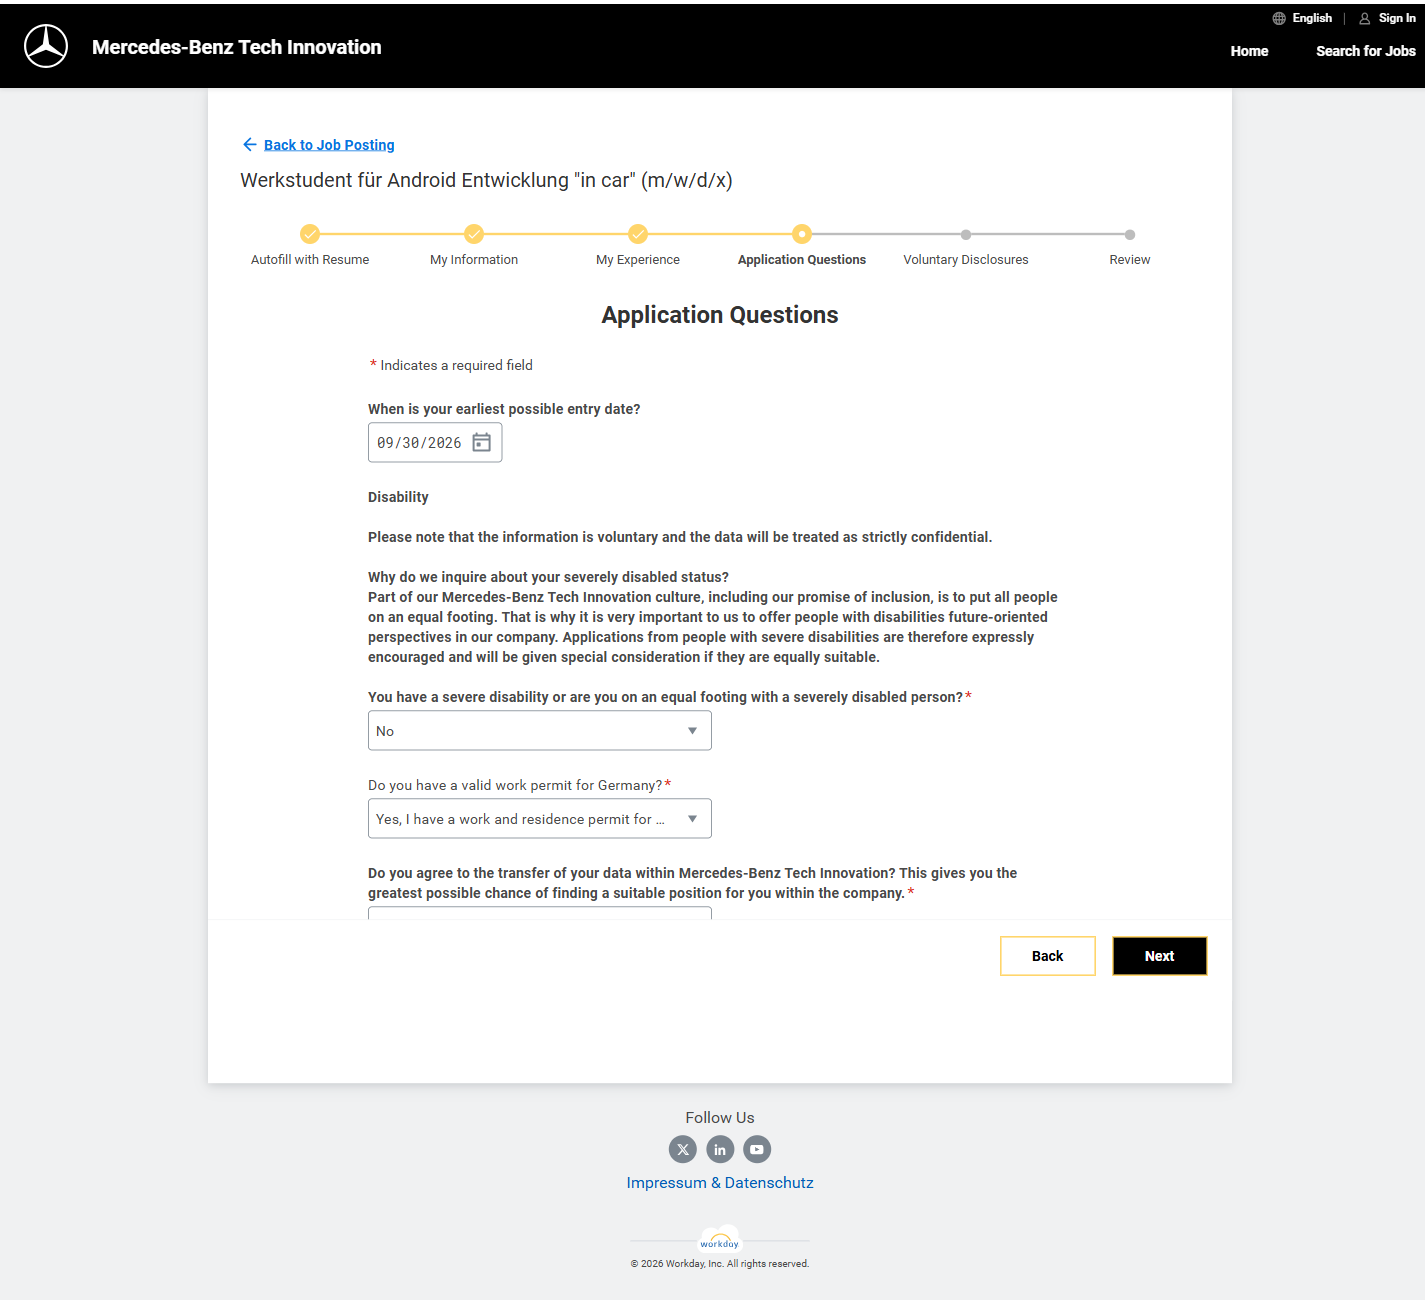 English | Sign In
Mercedes-Benz Tech Innovation
Home Search for Jobs
Back to Job Posting
Werkstudent für Android Entwicklung "in car" (m/w/d/x)
Autofill with Resume My Information My Experience Application Questions Voluntary Disclosures Review
Application Questions
* Indicates a required field
When is your earliest possible entry date?
09/30/2026
Disability
Please note that the information is voluntary and the data will be treated as strictly confidential.
Why do we inquire about your severely disabled status?
Part of our Mercedes-Benz Tech Innovation culture, including our promise of inclusion, is to put all people
on an equal footing. That is why it is very important to us to offer people with disabilities future-oriented
perspectives in our company. Applications from people with severe disabilities are therefore expressly
encouraged and will be given special consideration if they are equally suitable.
You have a severe disability or are you on an equal footing with a severely disabled person?*
No
Do you have a valid work permit for Germany?*
Yes, I have a work and residence permit for ...
Do you agree to the transfer of your data within Mercedes-Benz Tech Innovation? This gives you the
greatest possible chance of finding a suitable position for you within the company.*
Back Next
Follow Us
Impressum & Datenschutz
workday.
© 2026 Workday, Inc. All rights reserved.